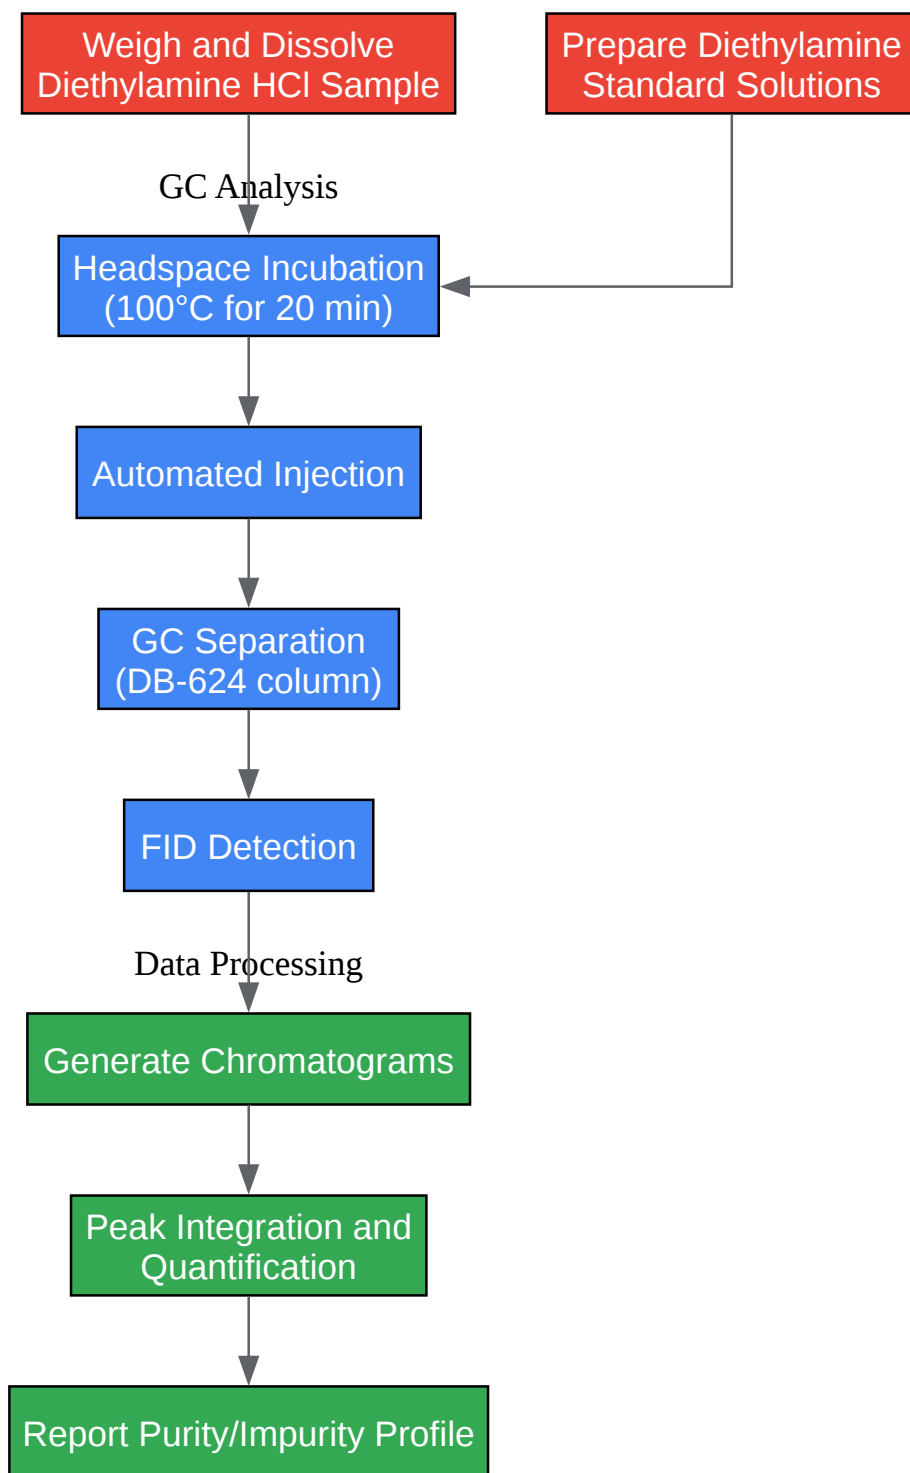 Weigh and Dissolve
Diethylamine HCl Sample
Prepare Diethylamine
Standard Solutions
GC Analysis
Headspace Incubation
(100°C for 20 min)
Automated Injection
GC Separation
(DB-624 column)
FID Detection
Data Processing
Generate Chromatograms
Peak Integration and
Quantification
Report Purity/Impurity Profile